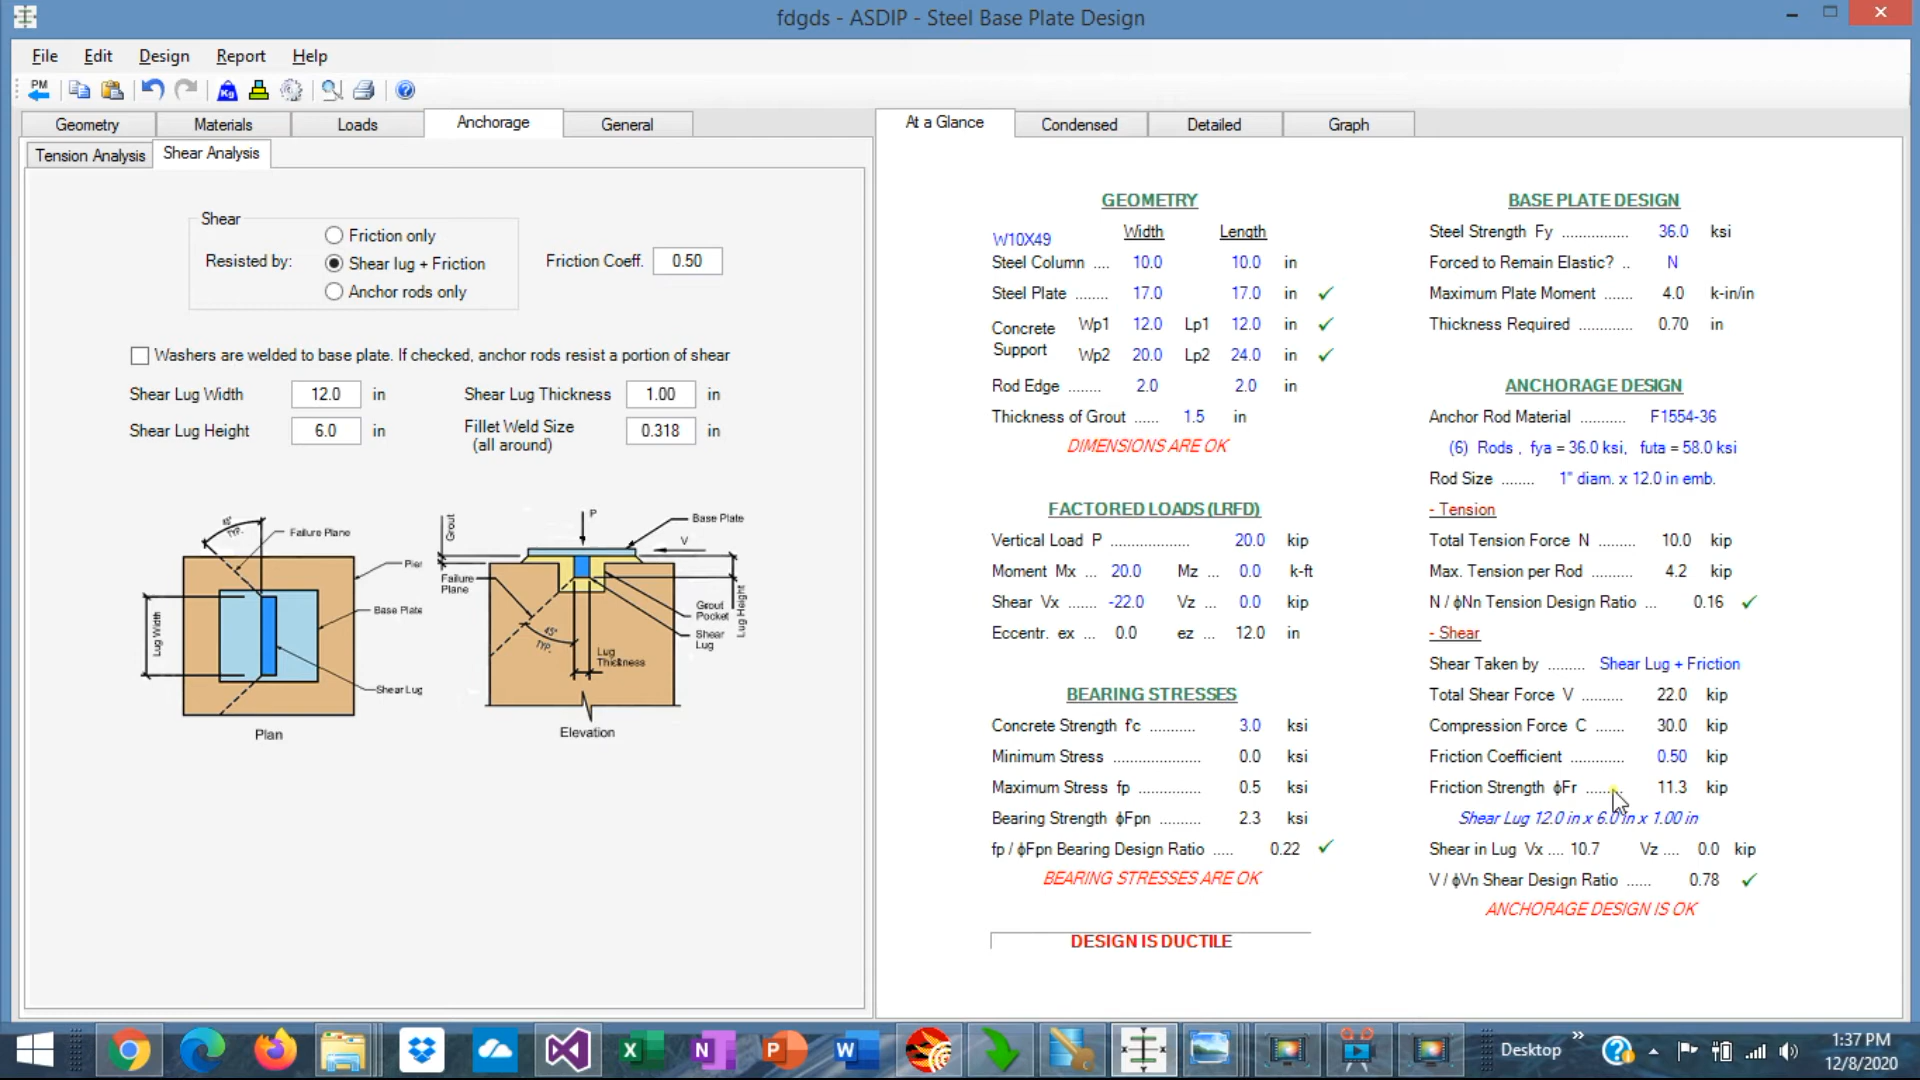 fdgds - ASDIP - Steel Base Plate Design
File Edit Design Report Help
PM Kg
Geometry Materials Loads Anchorage General
Tension Analysis Shear Analysis
Shear
Resisted by:
Friction only
Shear lug + Friction
Anchor rods only
Friction Coeff. 0.50
Washers are welded to base plate. If checked, anchor rods resist a portion of shear
Shear Lug Width 12.0 in Shear Lug Thickness 1.00 in
Shear Lug Height 6.0 in Fillet Weld Size 0.318 in
(all around)
45°
TYP.
Failure Plane
Pier
Base Plate
Lug Width
Shear Lug
Plan
Grout
P
Base Plate
V
Failure
Plane
Grout
Pocket
Lug Height
Shear
Lug
45°
TYP.
Lug
Thickness
Elevation
At a Glance Condensed Detailed Graph
GEOMETRY
W10X49 Width Length
Steel Column .... 10.0 10.0 in
Steel Plate ........ 17.0 17.0 in ✓
Concrete Wp1 12.0 Lp1 12.0 in ✓
Support Wp2 20.0 Lp2 24.0 in ✓
Rod Edge ........ 2.0 2.0 in
Thickness of Grout ...... 1.5 in
DIMENSIONS ARE OK
FACTORED LOADS (LRFD)
Vertical Load P ................... 20.0 kip
Moment Mx ... 20.0 Mz ... 0.0 k-ft
Shear Vx ....... -22.0 Vz ... 0.0 kip
Eccentr. ex ... 0.0 ez ... 12.0 in
BEARING STRESSES
Concrete Strength f'c ........... 3.0 ksi
Minimum Stress ..................... 0.0 ksi
Maximum Stress fp ............... 0.5 ksi
Bearing Strength ϕFpn .......... 2.3 ksi
fp / ϕFpn Bearing Design Ratio ..... 0.22 ✓
BEARING STRESSES ARE OK
DESIGN IS DUCTILE
BASE PLATE DESIGN
Steel Strength Fy ................ 36.0 ksi
Forced to Remain Elastic? .. N
Maximum Plate Moment ....... 4.0 k-in/in
Thickness Required ............. 0.70 in
ANCHORAGE DESIGN
Anchor Rod Material ........... F1554-36
(6) Rods , fya = 36.0 ksi, futa = 58.0 ksi
Rod Size ........ 1" diam. x 12.0 in emb.
- Tension
Total Tension Force N ......... 10.0 kip
Max. Tension per Rod .......... 4.2 kip
N / ϕNn Tension Design Ratio ... 0.16 ✓
- Shear
Shear Taken by ......... Shear Lug + Friction
Total Shear Force V .......... 22.0 kip
Compression Force C ....... 30.0 kip
Friction Coefficient ............. 0.50 kip
Friction Strength ϕFr ......... 11.3 kip
Shear Lug 12.0 in x 6.0 in x 1.00 in
Shear in Lug Vx .... 10.7 Vz .... 0.0 kip
V / ϕVn Shear Design Ratio ...... 0.78 ✓
ANCHORAGE DESIGN IS OK
Desktop
1:37 PM
12/8/2020